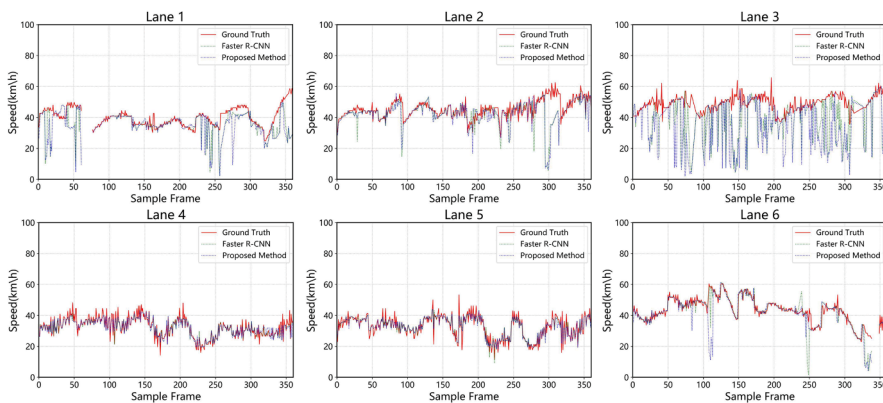 Lane 1
Speed(km\h)
100
80
60
40
20
0
Ground Truth
Faster R-CNN
Proposed Method
0 50 100 150 200 250 300 350
Sample Frame
Lane 2
Speed(km\h)
100
80
60
40
20
0
Ground Truth
Faster R-CNN
Proposed Method
0 50 100 150 200 250 300 350
Sample Frame
Lane 3
Speed(km\h)
100
80
60
40
20
0
Ground Truth
Faster R-CNN
Proposed Method
0 50 100 150 200 250 300 350
Sample Frame
Lane 4
Speed(km\h)
100
80
60
40
20
0
Ground Truth
Faster R-CNN
Proposed Method
0 50 100 150 200 250 300 350
Sample Frame
Lane 5
Speed(km\h)
100
80
60
40
20
0
Ground Truth
Faster R-CNN
Proposed Method
0 50 100 150 200 250 300 350
Sample Frame
Lane 6
Speed(km\h)
100
80
60
40
20
0
Ground Truth
Faster R-CNN
Proposed Method
0 50 100 150 200 250 300 350
Sample Frame